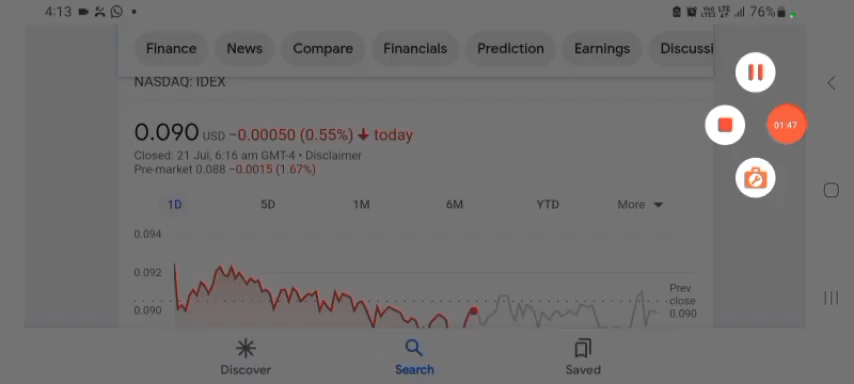 4:13 76%
Finance News Compare Financials Prediction Earnings Discussi
NASDAQ: IDEX
0.090 USD −0.00050 (0.55%) today
Closed: 21 Jul, 6:16 am GMT-4 • Disclaimer
Pre-market 0.088 −0.0015 (1.67%)
1D 5D 1M 6M YTD More
0.094
0.092
0.090
Prev
close
0.090
01:47
Discover Search Saved